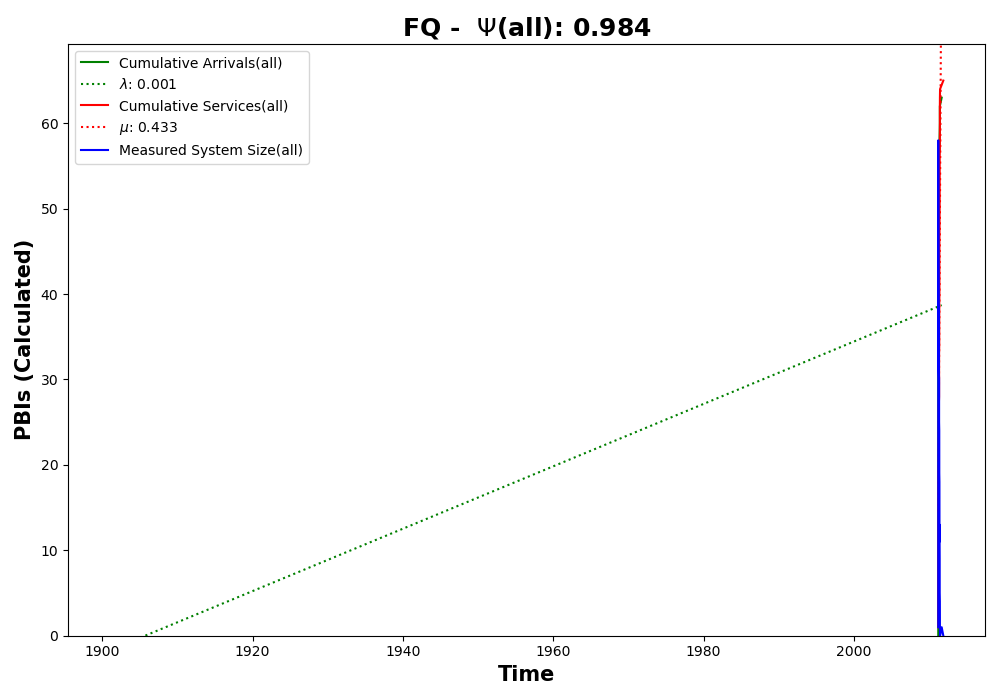 FQ - Ψ(all): 0.984
Cumulative Arrivals(all)
λ: 0.001
Cumulative Services(all)
μ: 0.433
Measured System Size(all)
PBIs (Calculated)
60
50
40
30
20
10
0
1900 1920 1940 1960 1980 2000
Time